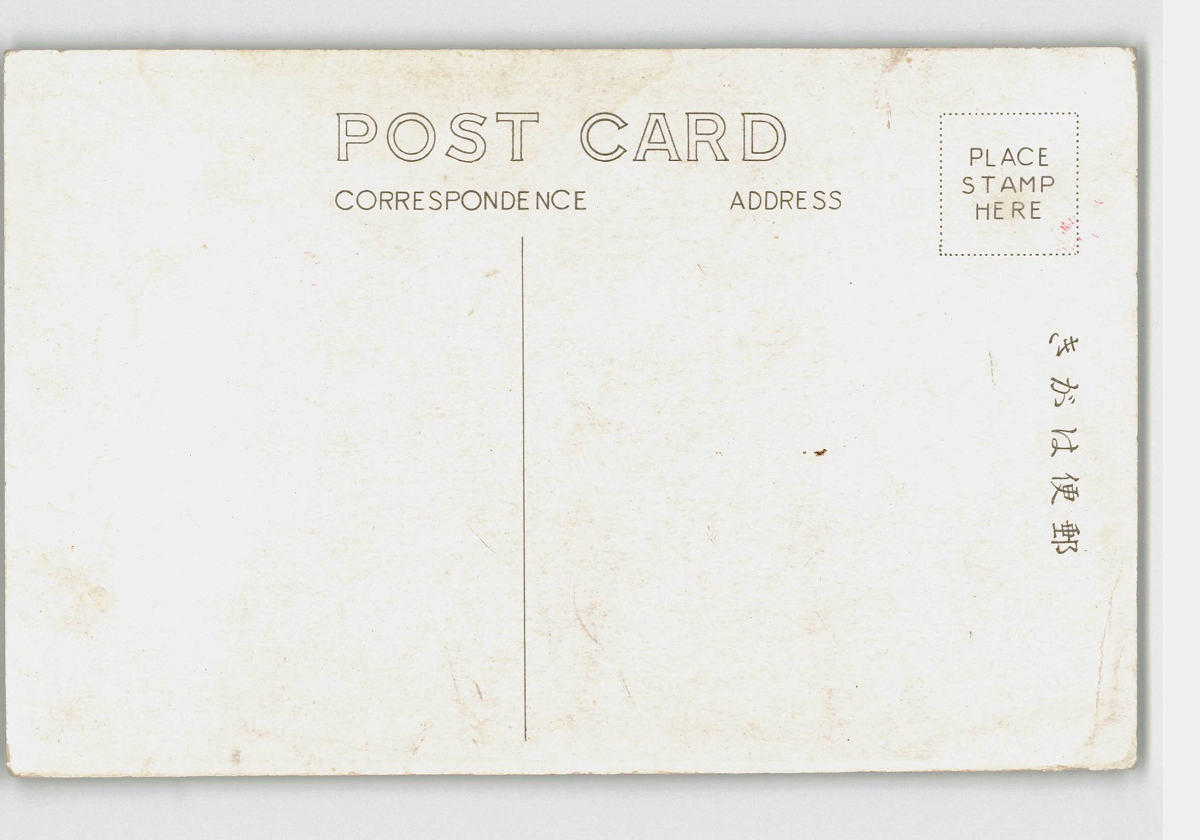 POST CARD
CORRESPONDENCE
ADDRESS
PLACE
STAMP
HERE
郵便はがき